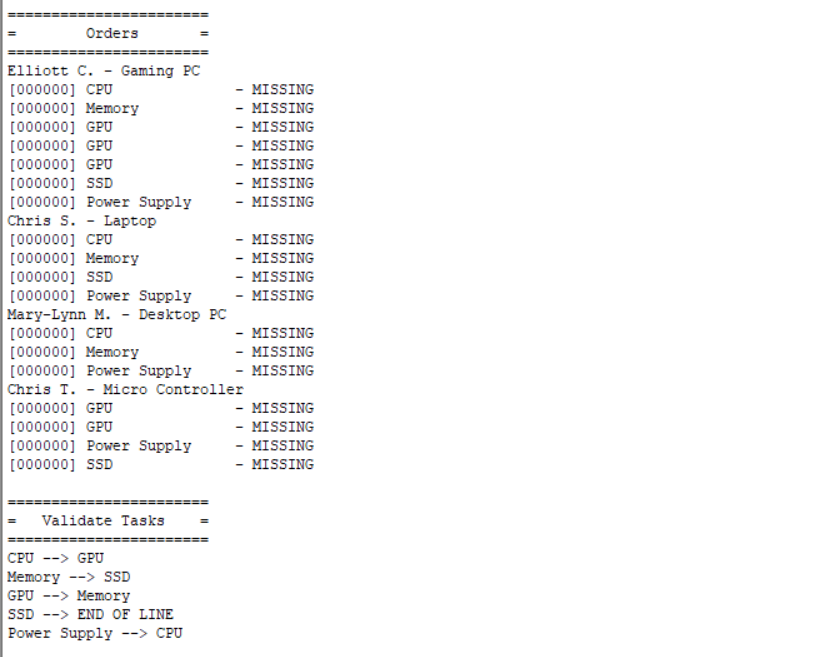 =======================
=        Orders       =
=======================
Elliott C. - Gaming PC
[000000] CPU              - MISSING
[000000] Memory           - MISSING
[000000] GPU              - MISSING
[000000] GPU              - MISSING
[000000] GPU              - MISSING
[000000] SSD              - MISSING
[000000] Power Supply     - MISSING
Chris S. - Laptop
[000000] CPU              - MISSING
[000000] Memory           - MISSING
[000000] SSD              - MISSING
[000000] Power Supply     - MISSING
Mary-Lynn M. - Desktop PC
[000000] CPU              - MISSING
[000000] Memory           - MISSING
[000000] Power Supply     - MISSING
Chris T. - Micro Controller
[000000] GPU              - MISSING
[000000] GPU              - MISSING
[000000] Power Supply     - MISSING
[000000] SSD              - MISSING
=======================
=   Validate Tasks    =
=======================
CPU --> GPU
Memory --> SSD
GPU --> Memory
SSD --> END OF LINE
Power Supply --> CPU